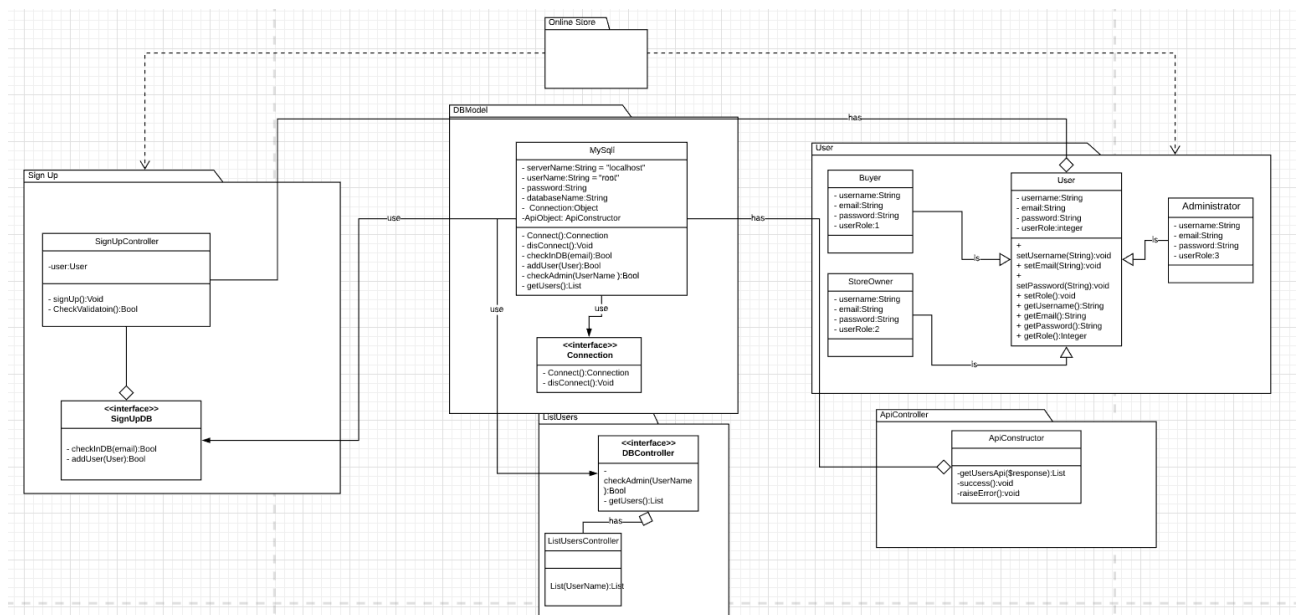 Online Store
DBModel
has
MySqli
- serverName:String = "localhost"
- userName:String = "root"
- password:String
- databaseName:String
- Connection:Object
-ApiObject: ApiConstructor
- Connect():Connection
- disConnect():Void
- checkInDB(email):Bool
- addUser(User):Bool
- checkAdmin(UserName ):Bool
- getUsers():List
use
use
use
has
<<interface>>
Connection
- Connect():Connection
- disConnect():Void
Sign Up
SignUpController
-user:User
- signUp():Void
- CheckValidatoin():Bool
<<interface>>
SignUpDB
- checkInDB(email):Bool
- addUser(User):Bool
ListUsers
<<interface>>
DBController
-
checkAdmin(UserName
):Bool
- getUsers():List
has
ListUsersController
List(UserName):List
User
Buyer
- username:String
- email:String
- password:String
- userRole:1
StoreOwner
- username:String
- email:String
- password:String
- userRole:2
User
- username:String
- email:String
- password:String
- userRole:integer
+
setUsername(String):void
+ setEmail(String):void
+
setPassword(String):void
+ setRole():void
+ getUsername():String
+ getEmail():String
+ getPassword():String
+ getRole():Integer
Is
Is
Is
Administrator
- username:String
- email:String
- password:String
- userRole:3
ApiController
ApiConstructor
-getUsersApi($response):List
-success():void
-raiseError():void